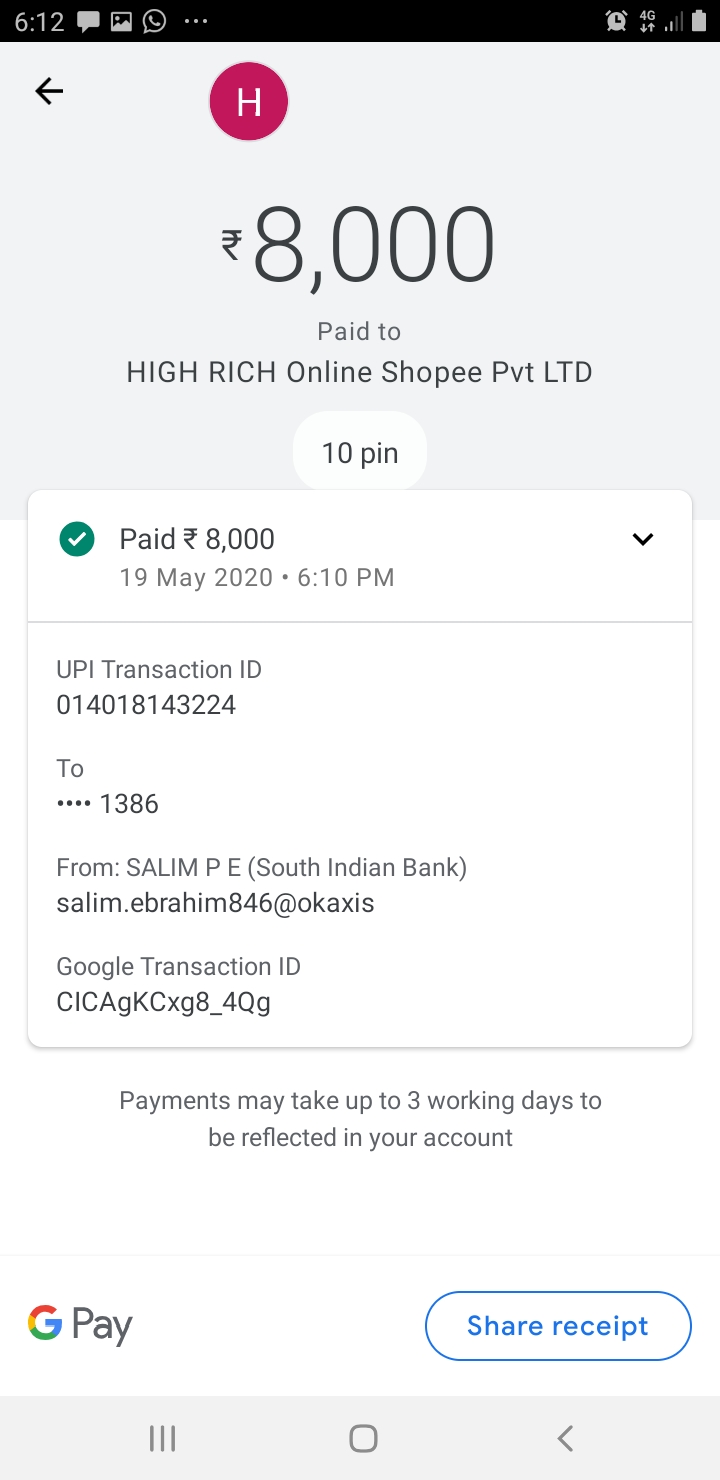 6:12
4G
H
₹8,000
Paid to
HIGH RICH Online Shopee Pvt LTD
10 pin
Paid ₹ 8,000
19 May 2020 • 6:10 PM
UPI Transaction ID
014018143224
To
•••• 1386
From: SALIM P E (South Indian Bank)
salim.ebrahim846@okaxis
Google Transaction ID
CICAgKCxg8_4Qg
Payments may take up to 3 working days to
be reflected in your account
G Pay
Share receipt